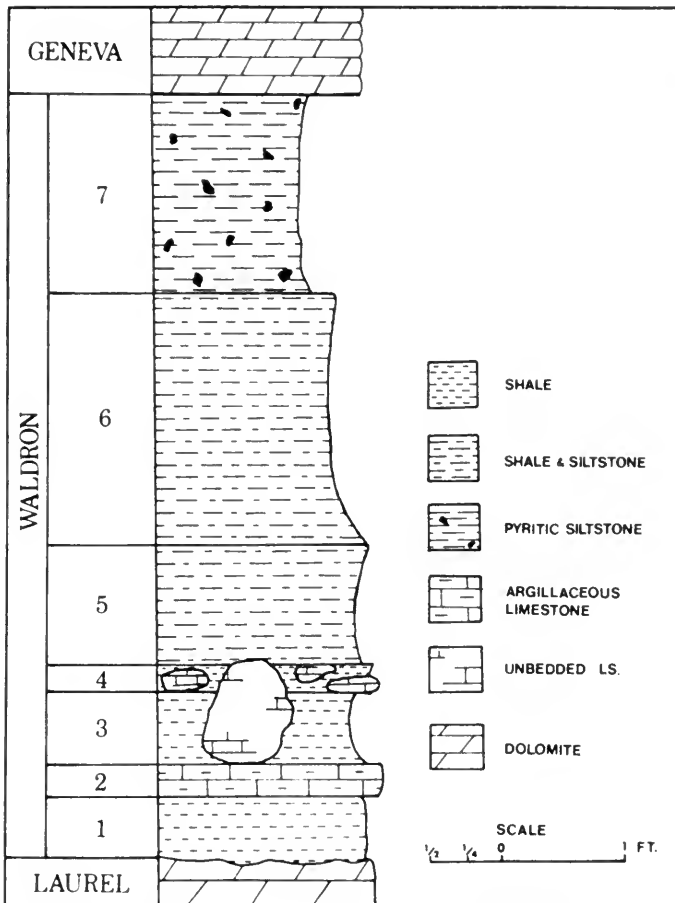 GENEVA
WALDRON
7
6
5
4
3
2
1
LAUREL
SHALE
SHALE & SILTSTONE
PYRITIC SILTSTONE
ARGILLACEOUS
LIMESTONE
UNBEDDED LS.
DOLOMITE
SCALE
1/2 1/4 0 1 FT.